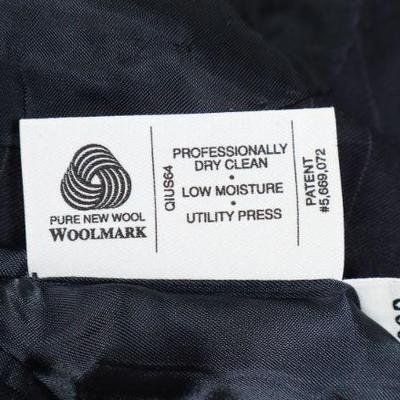 PURE NEW WOOL
WOOLMARK
QIUS64
PROFESSIONALLY
DRY CLEAN
•
LOW MOISTURE
•
UTILITY PRESS
PATENT
#5,669,072